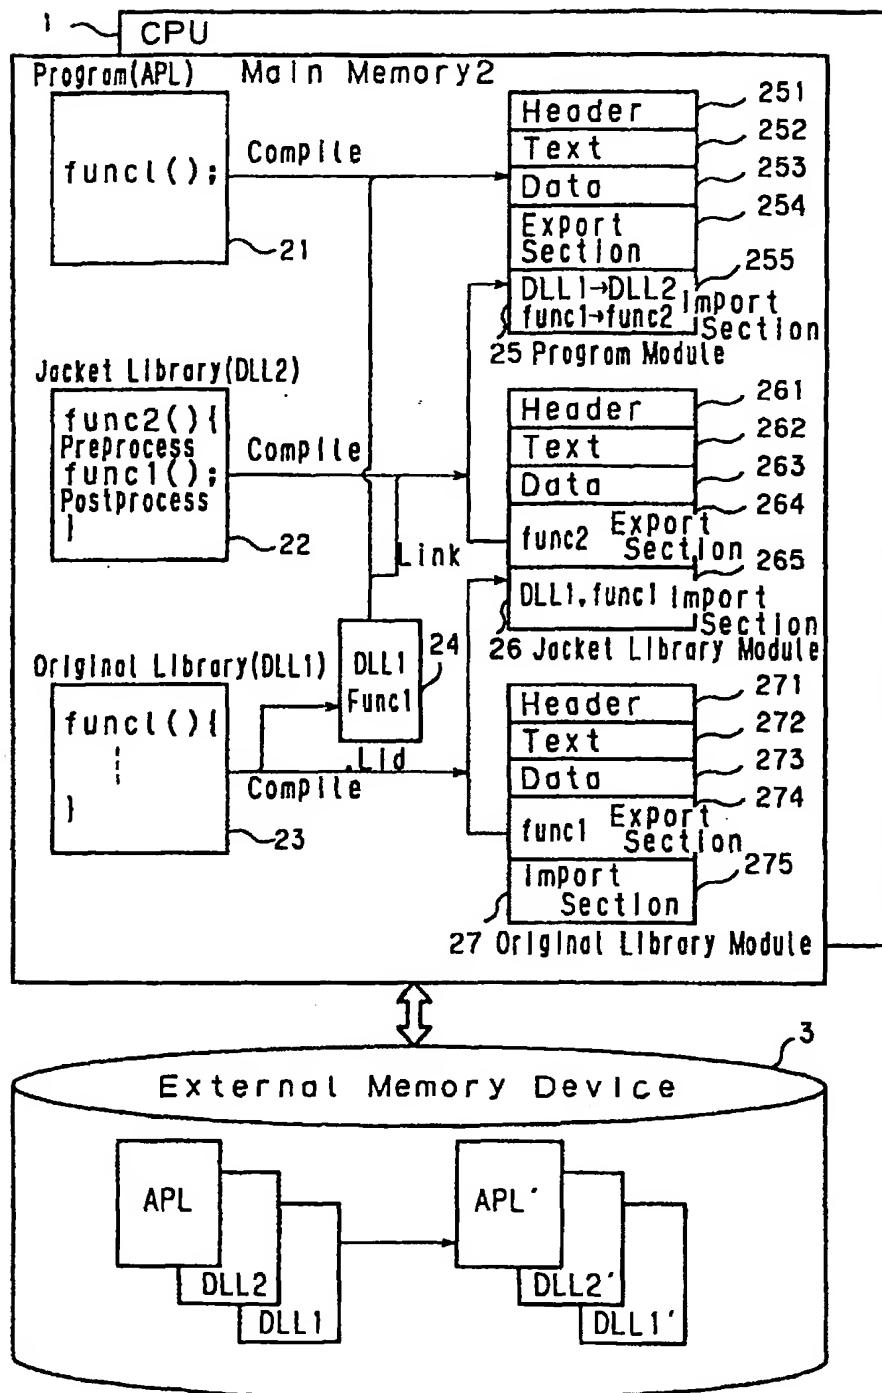 1
CPU
Main Memory2
Program(APL)
func1();
21
Compile
Header
251
Text
252
Data
253
Export
Section
254
DLL1→DLL2
func1→func2
Import
Section
255
25 Program Module
Jacket Library(DLL2)
func2(){
Preprocess
func1();
Postprocess
}
22
Compile
Link
Header
261
Text
262
Data
263
func2
Export
Section
264
DLL1,func1
Import
Section
265
26 Jacket Library Module
Original Library(DLL1)
func1(){
}
23
Compile
DLL1
Func1
24
.Lid
Header
271
Text
272
Data
273
func1
Export
Section
274
Import
Section
275
27 Original Library Module
3
External Memory Device
APL
DLL2
DLL1
APL'
DLL2'
DLL1'